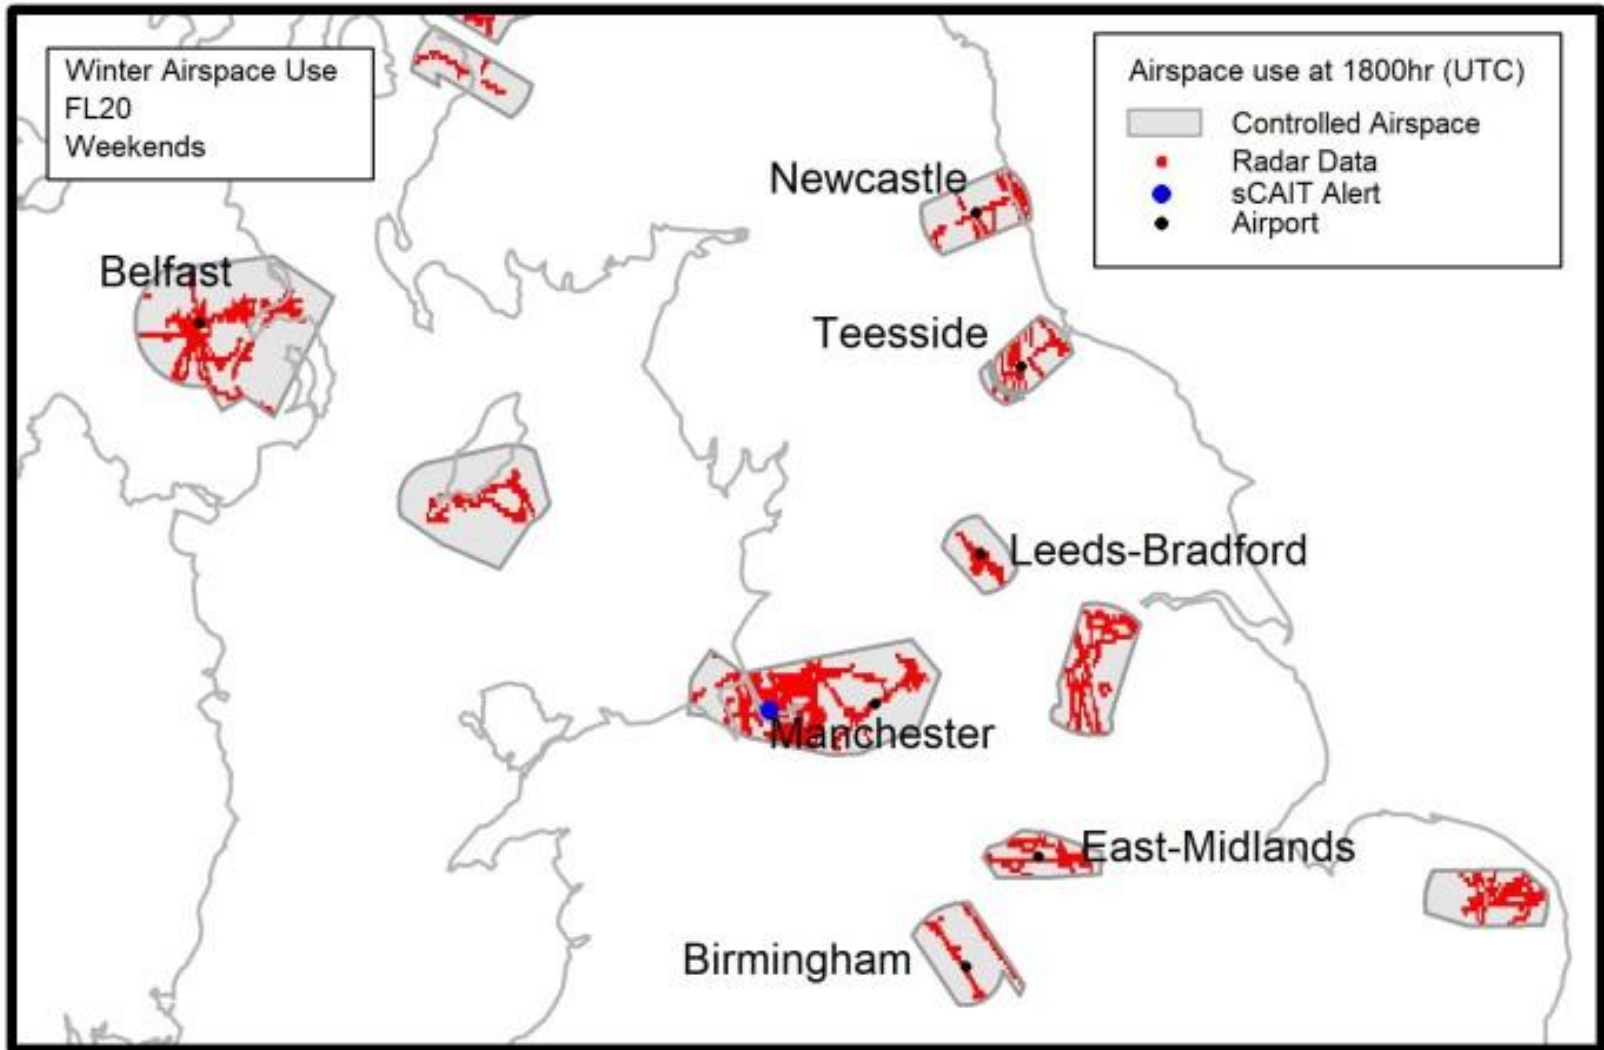 Winter Airspace Use
FL20
Weekends
Airspace use at 1800hr (UTC)
Controlled Airspace
Radar Data
sCAIT Alert
Airport
Newcastle
Belfast
Teesside
Leeds-Bradford
Manchester
East-Midlands
Birmingham